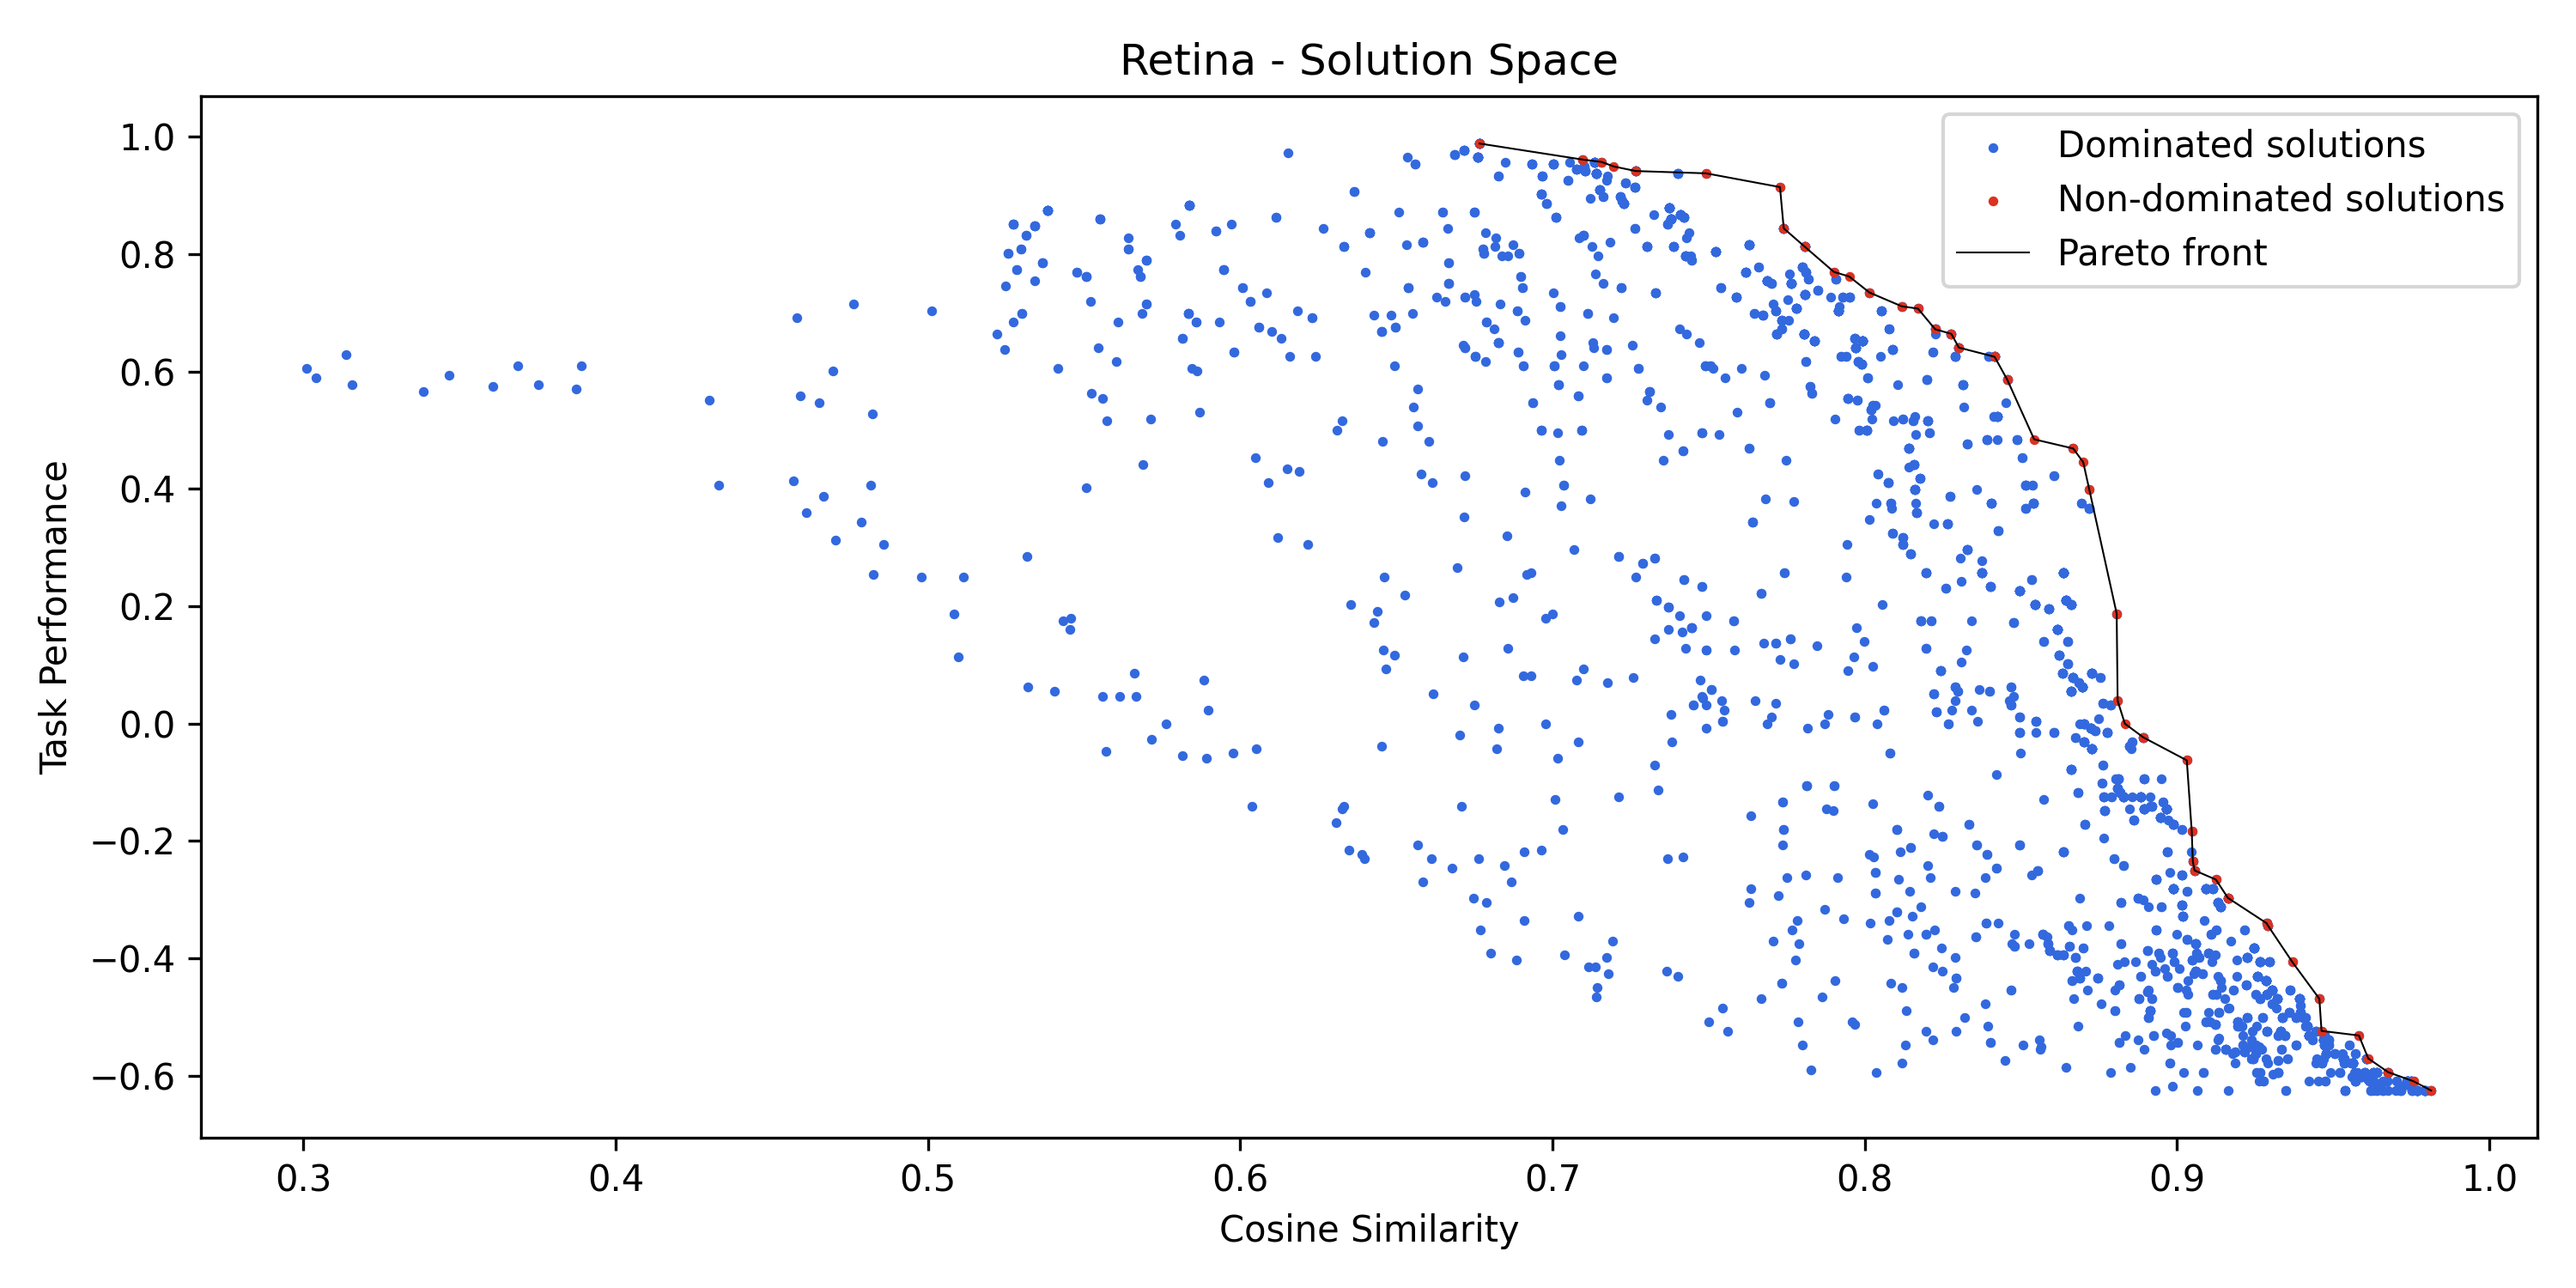 Retina - Solution Space
Dominated solutions
Non-dominated solutions
Pareto front
Task Performance
1.0
0.8
0.6
0.4
0.2
0.0
−0.2
−0.4
−0.6
0.3 0.4 0.5 0.6 0.7 0.8 0.9 1.0
Cosine Similarity